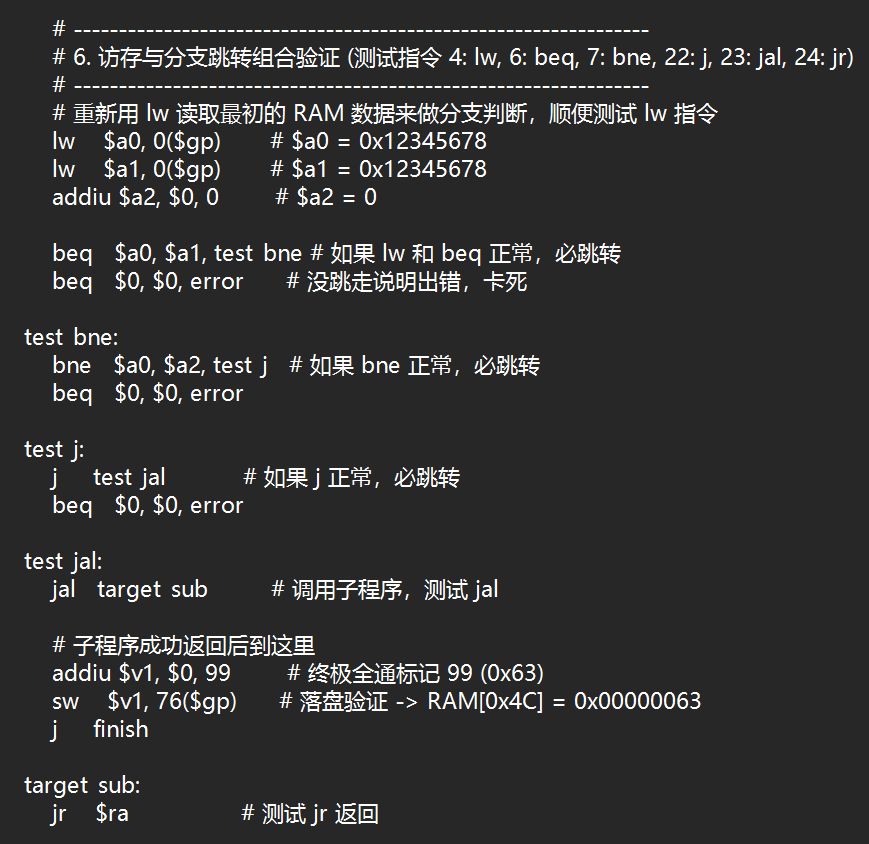 # ----------------------------------------------------------------
# 6. 访存与分支跳转组合验证 (测试指令 4: lw, 6: beq, 7: bne, 22: j, 23: jal, 24: jr)
# ----------------------------------------------------------------
# 重新用 lw 读取最初的 RAM 数据来做分支判断，顺便测试 lw 指令
lw $a0, 0($gp) # $a0 = 0x12345678
lw $a1, 0($gp) # $a1 = 0x12345678
addiu $a2, $0, 0 # $a2 = 0
beq $a0, $a1, test bne # 如果 lw 和 beq 正常，必跳转
beq $0, $0, error # 没跳走说明出错，卡死
test bne:
bne $a0, $a2, test j # 如果 bne 正常，必跳转
beq $0, $0, error
test j:
j test jal # 如果 j 正常，必跳转
beq $0, $0, error
test jal:
jal target sub # 调用子程序，测试 jal
# 子程序成功返回后到这里
addiu $v1, $0, 99 # 终极全通标记 99 (0x63)
sw $v1, 76($gp) # 落盘验证 -> RAM[0x4C] = 0x00000063
j finish
target sub:
jr $ra # 测试 jr 返回